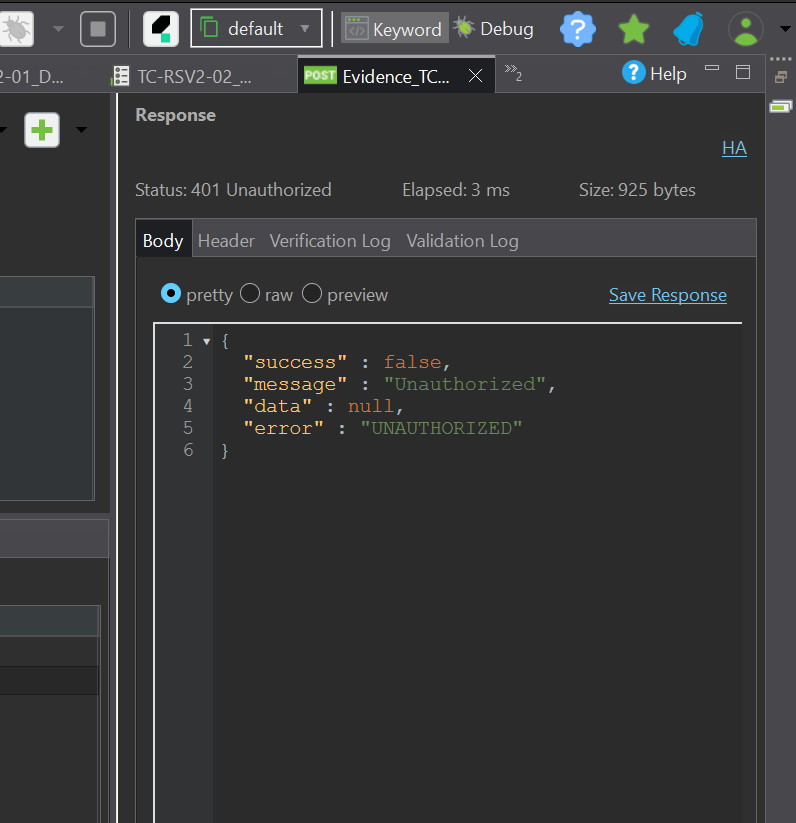 default
Keyword
Debug
2-01_D...
TC-RSV2-02_...
POST Evidence_TC...
»2
? Help
Response
HA
Status: 401 Unauthorized
Elapsed: 3 ms
Size: 925 bytes
Body
Header
Verification Log
Validation Log
pretty
raw
preview
Save Response
1 {
2 "success" : false,
3 "message" : "Unauthorized",
4 "data" : null,
5 "error" : "UNAUTHORIZED"
6 }